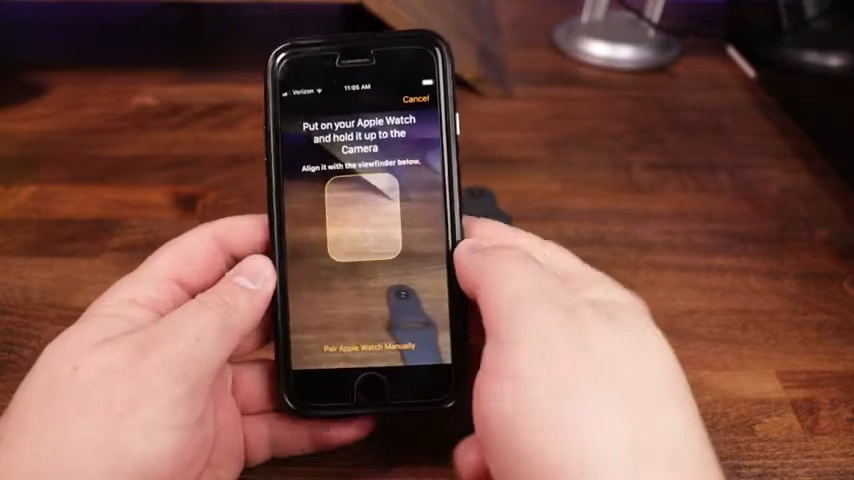 Verizon 11:05 AM
Cancel
Put on your Apple Watch
and hold it up to the
Camera
Align it with the viewfinder below.
Pair Apple Watch Manually